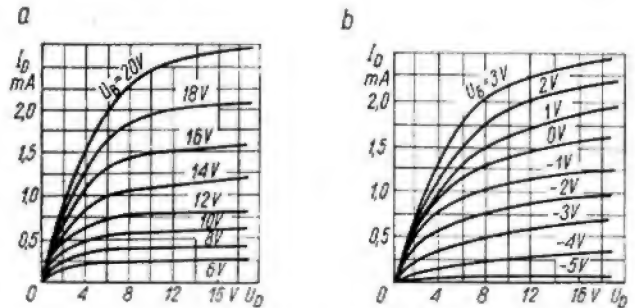 a
I_D
mA
2,0
1,5
1,0
0,5
0
4
8
12
16 V U_D
U_B=20V
18V
16V
14V
12V
10V
8V
6V
b
I_D
mA
2,0
1,5
1,0
0,5
0
4
8
12
16 V U_D
U_B=3V
2V
1V
0V
-1V
-2V
-3V
-4V
-5V